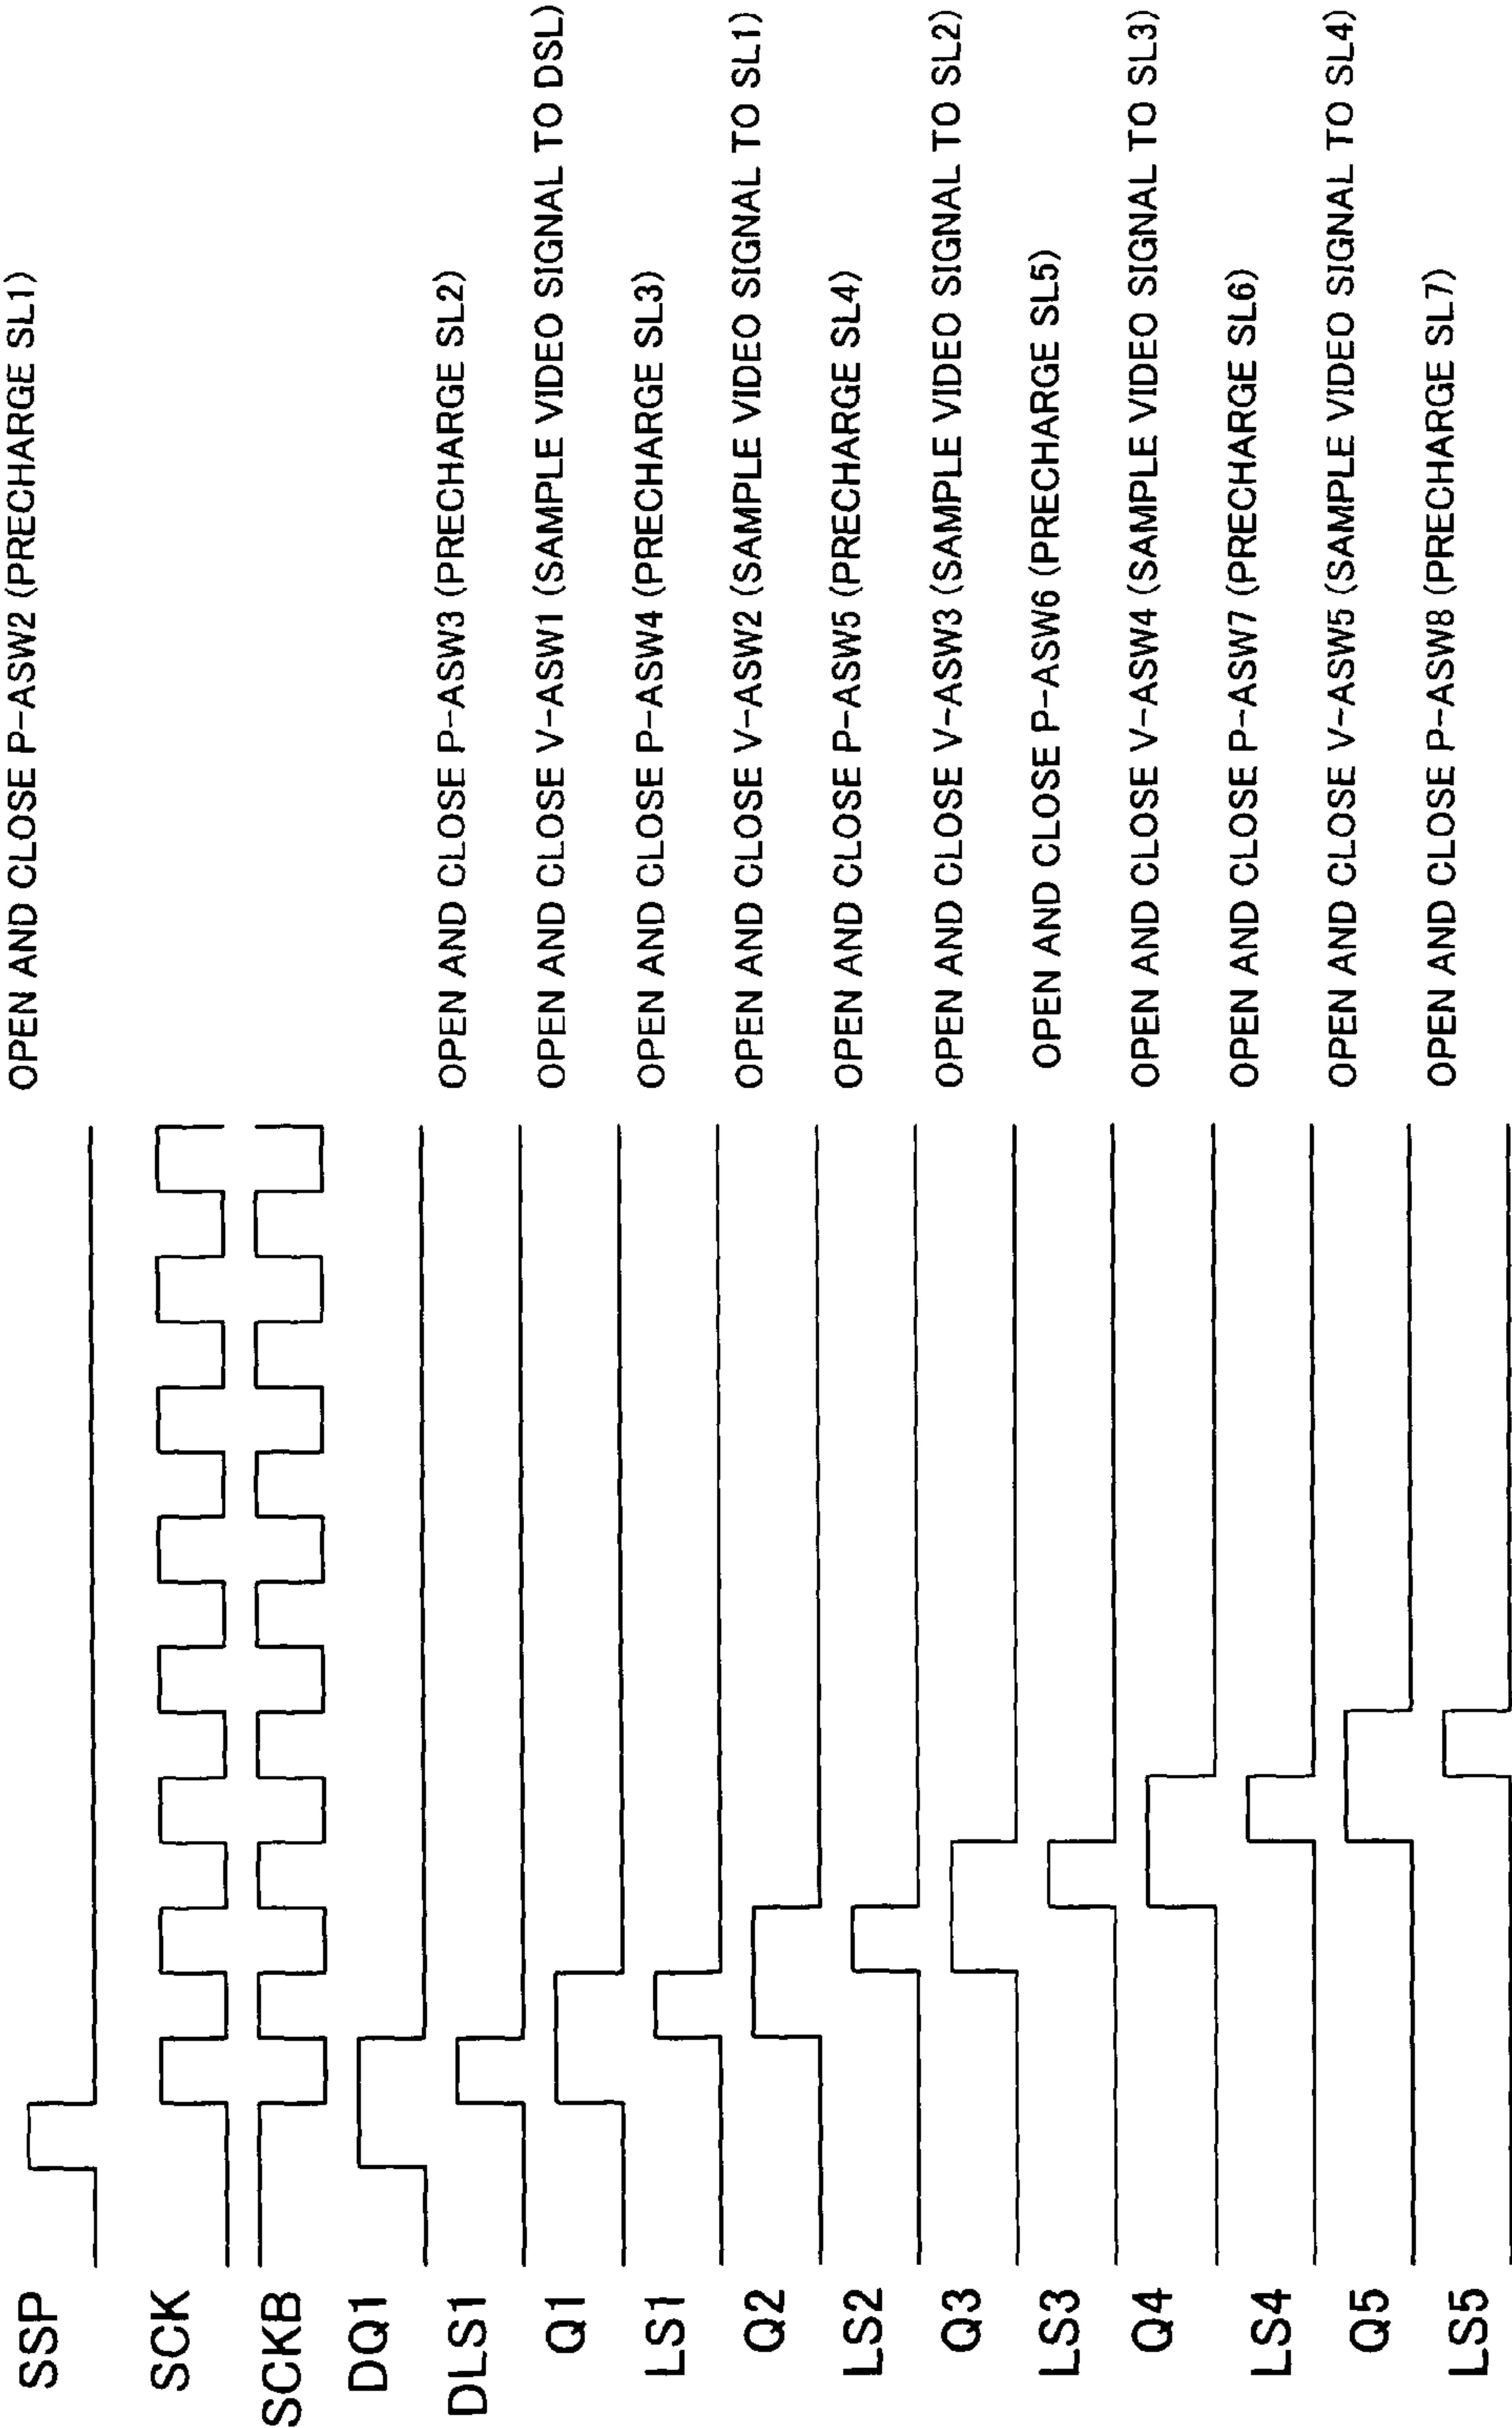 SSP OPEN AND CLOSE P-ASW2 (PRECHARGE SL1)
SCK
SCKB
DQ1
DLS1 OPEN AND CLOSE P-ASW3 (PRECHARGE SL2)
Q1 OPEN AND CLOSE V-ASW1 (SAMPLE VIDEO SIGNAL TO DSL)
LS1 OPEN AND CLOSE P-ASW4 (PRECHARGE SL3)
Q2 OPEN AND CLOSE V-ASW2 (SAMPLE VIDEO SIGNAL TO SL1)
LS2 OPEN AND CLOSE P-ASW5 (PRECHARGE SL4)
Q3 OPEN AND CLOSE V-ASW3 (SAMPLE VIDEO SIGNAL TO SL2)
LS3 OPEN AND CLOSE P-ASW6 (PRECHARGE SL5)
Q4 OPEN AND CLOSE V-ASW4 (SAMPLE VIDEO SIGNAL TO SL3)
LS4 OPEN AND CLOSE P-ASW7 (PRECHARGE SL6)
Q5 OPEN AND CLOSE V-ASW5 (SAMPLE VIDEO SIGNAL TO SL4)
LS5 OPEN AND CLOSE P-ASW8 (PRECHARGE SL7)